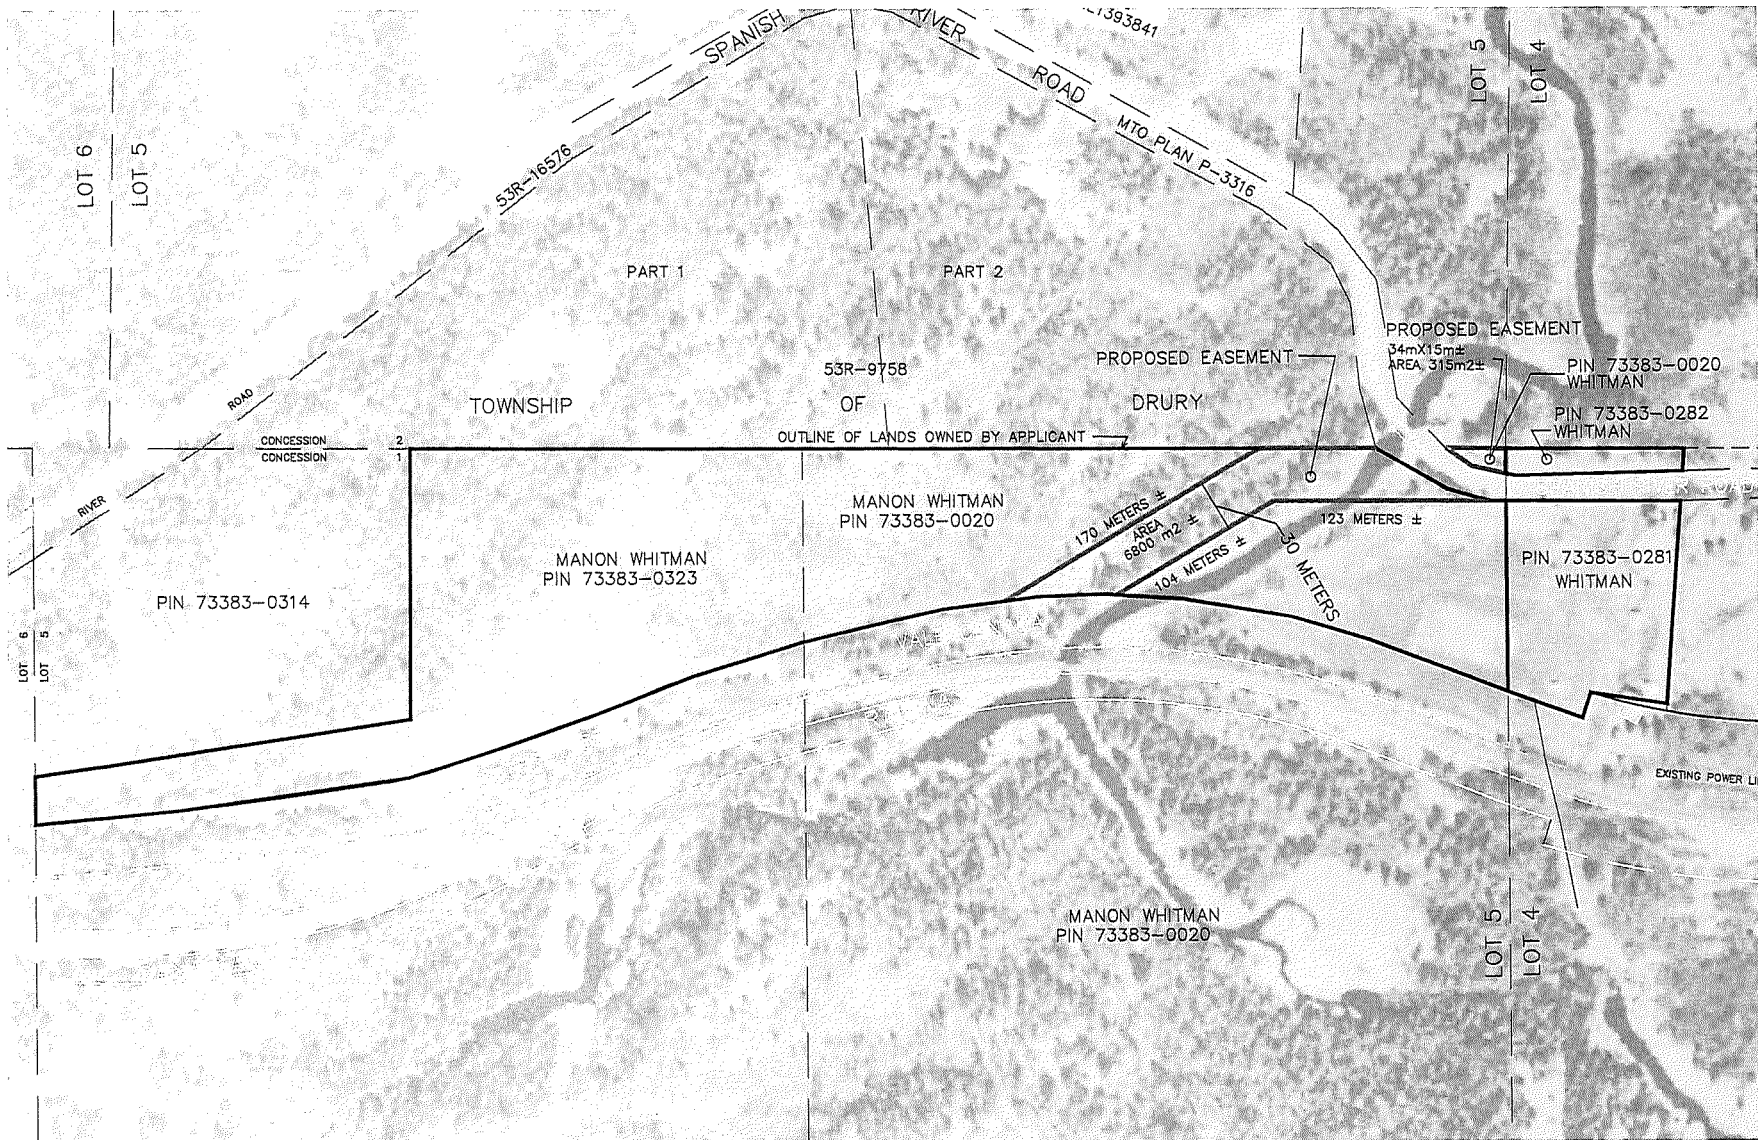 SPANISH
RIVER
ROAD
LOT 5
LOT 4
LOT 6
LOT 5
53R-16576
MTO PLAN P-3316
PART 1
PART 2
PROPOSED EASEMENT
34mX15m±
AREA 315m2±
PROPOSED EASEMENT
PIN 73383-0020
WHITMAN
PIN 73383-0282
WHITMAN
53R-9758
ROAD
TOWNSHIP
OF
DRURY
CONCESSION 2
CONCESSION 1
OUTLINE OF LANDS OWNED BY APPLICANT
RIVER
ROAD
MANON WHITMAN
PIN 73383-0020
170 METERS ±
AREA
6800 m2 ±
104 METERS ±
30 METERS
123 METERS ±
MANON WHITMAN
PIN 73383-0323
PIN 73383-0281
WHITMAN
PIN 73383-0314
LOT 6
LOT 5
VALE
EXISTING POWER LI
MANON WHITMAN
PIN 73383-0020
LOT 5
LOT 4